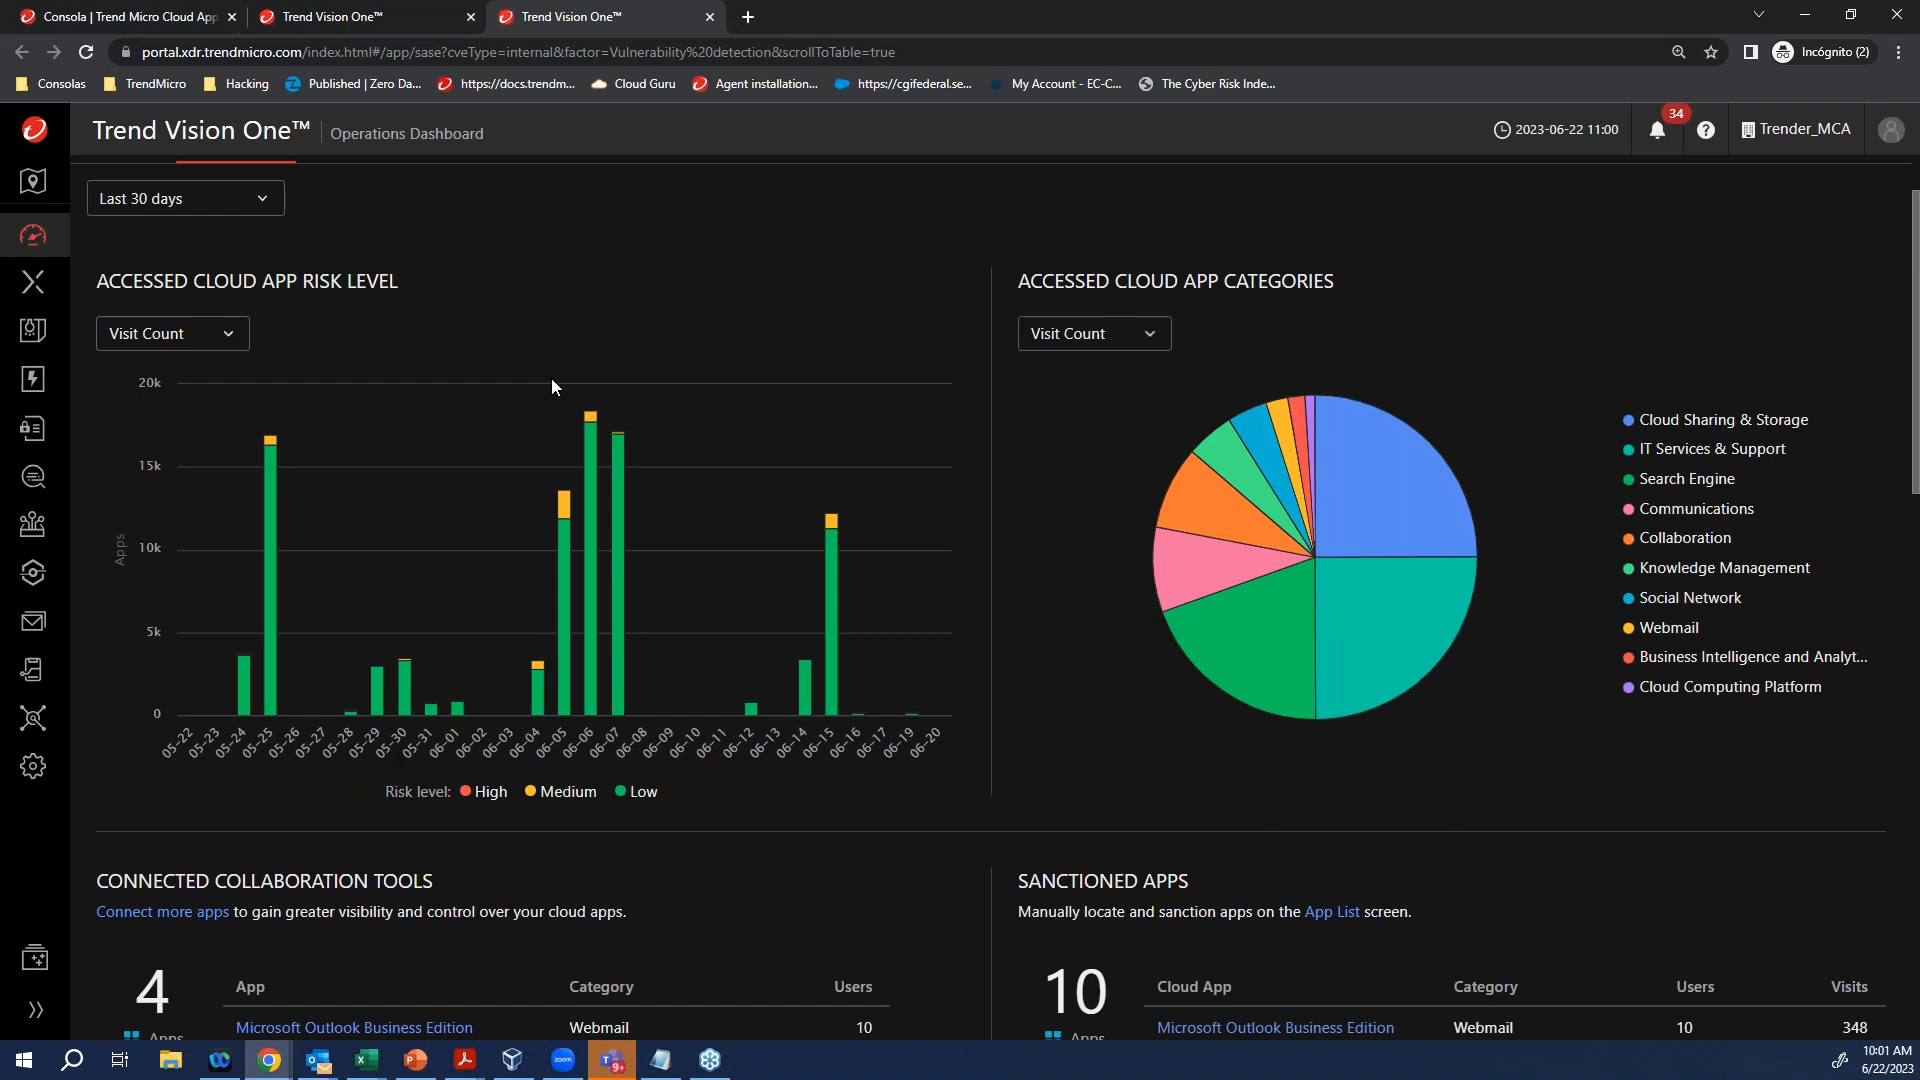 Consola | Trend Micro Cloud App
Trend Vision One™
Trend Vision One™
portal.xdr.trendmicro.com/index.html#/app/sase?cveType=internal&factor=Vulnerability%20detection&scrollToTable=true
Incógnito (2)
Consolas
TrendMicro
Hacking
Published | Zero Da...
https://docs.trendm...
Cloud Guru
Agent installation...
https://cgifederal.se...
My Account - EC-C...
The Cyber Risk Inde...
Trend Vision One™
Operations Dashboard
2023-06-22 11:00
34
Trender_MCA
Last 30 days
ACCESSED CLOUD APP RISK LEVEL
Visit Count
20k
15k
10k
5k
0
Apps
05-22
05-23
05-24
05-25
05-26
05-27
05-28
05-29
05-30
05-31
06-01
06-02
06-03
06-04
06-05
06-06
06-07
06-08
06-09
06-10
06-11
06-12
06-13
06-14
06-15
06-16
06-17
06-19
06-20
Risk level: High Medium Low
ACCESSED CLOUD APP CATEGORIES
Visit Count
Cloud Sharing & Storage
IT Services & Support
Search Engine
Communications
Collaboration
Knowledge Management
Social Network
Webmail
Business Intelligence and Analyt...
Cloud Computing Platform
CONNECTED COLLABORATION TOOLS
Connect more apps to gain greater visibility and control over your cloud apps.
4
Apps
App Category Users
Microsoft Outlook Business Edition Webmail 10
SANCTIONED APPS
Manually locate and sanction apps on the App List screen.
10
Apps
Cloud App Category Users Visits
Microsoft Outlook Business Edition Webmail 10 348
zoom
9+
10:01 AM
6/22/2023